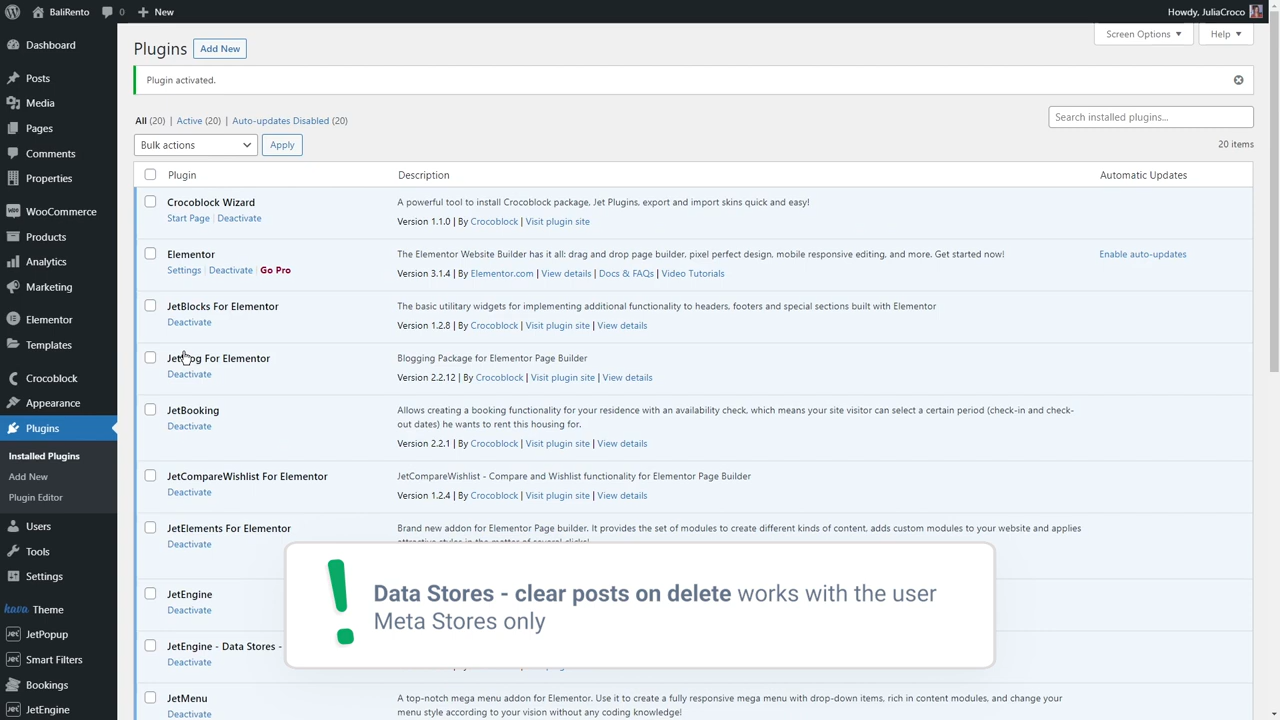 BaliRento
0
New
Howdy, JuliaCroco
Dashboard
Posts
Media
Pages
Comments
Properties
WooCommerce
Products
Analytics
Marketing
Elementor
Templates
Crocoblock
Appearance
Plugins
Installed Plugins
Add New
Plugin Editor
Users
Tools
Settings
kava Theme
Jet JetPopup
Jet Smart Filters
Jet Bookings
Jet JetEngine
Plugins
Add New
Screen Options
Help
Plugin activated.
All (20) | Active (20) | Auto-updates Disabled (20)
Search installed plugins...
Bulk actions
Apply
20 items
Plugin Description Automatic Updates
Crocoblock Wizard
Start Page | Deactivate
A powerful tool to install Crocoblock package, Jet Plugins, export and import skins quick and easy!
Version 1.1.0 | By Crocoblock | Visit plugin site
Elementor
Settings | Deactivate | Go Pro
The Elementor Website Builder has it all: drag and drop page builder, pixel perfect design, mobile responsive editing, and more. Get started now!
Version 3.1.4 | By Elementor.com | View details | Docs & FAQs | Video Tutorials
Enable auto-updates
JetBlocks For Elementor
Deactivate
The basic utility widgets for implementing additional functionality to headers, footers and special sections built with Elementor
Version 1.2.8 | By Crocoblock | Visit plugin site | View details
JetBlog For Elementor
Deactivate
Blogging Package for Elementor Page Builder
Version 2.2.12 | By Crocoblock | Visit plugin site | View details
JetBooking
Deactivate
Allows creating a booking functionality for your residence with an availability check, which means your site visitor can select a certain period (check-in and check-
out dates) he wants to rent this housing for.
Version 2.2.1 | By Crocoblock | Visit plugin site | View details
JetCompareWishlist For Elementor
Deactivate
JetCompareWishlist - Compare and Wishlist functionality for Elementor Page Builder
Version 1.2.4 | By Crocoblock | Visit plugin site | View details
JetElements For Elementor
Deactivate
Brand new addon for Elementor Page builder. It provides the set of modules to create different kinds of content, adds custom modules to your website and applies
JetEngine
Deactivate
JetEngine - Data Stores -
Deactivate
! Data Stores - clear posts on delete works with the user
Meta Stores only
JetMenu
Deactivate
A top-notch mega menu addon for Elementor. Use it to create a fully responsive mega menu with drop-down items, rich in content modules, and change your
menu style according to your vision without any coding knowledge!